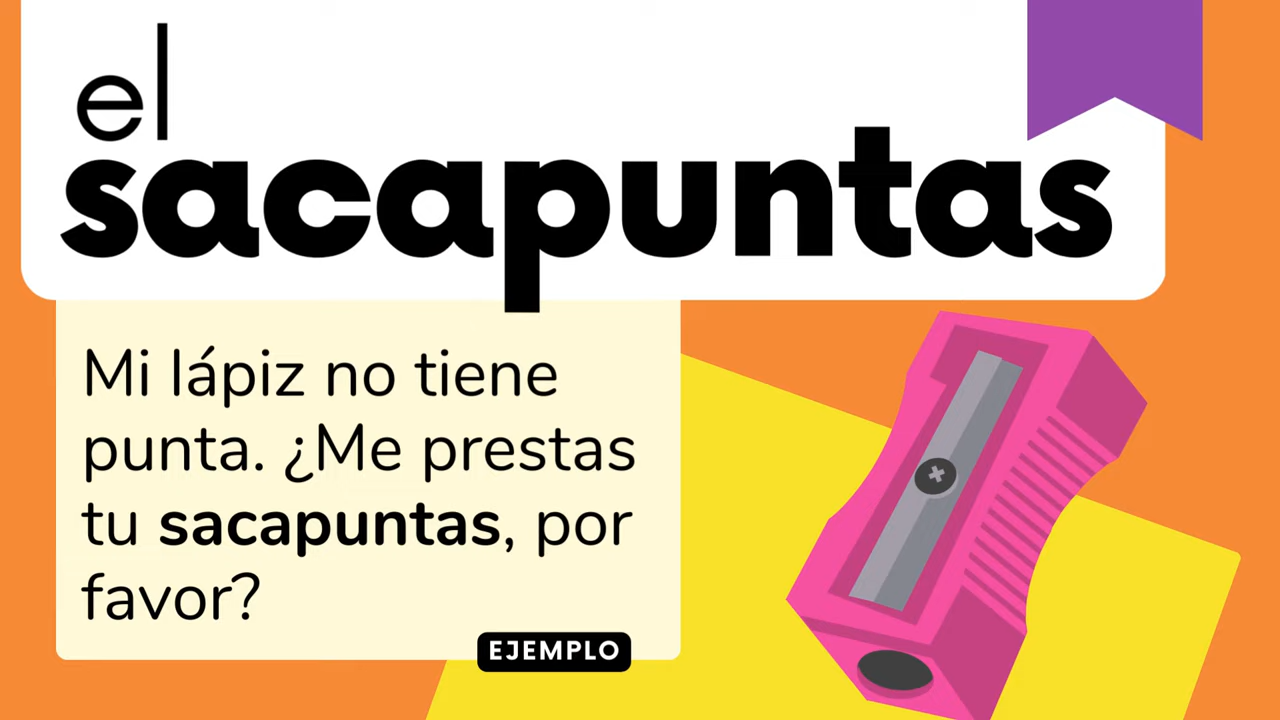 el
sacapuntas
Mi lápiz no tiene
punta. ¿Me prestas
tu sacapuntas, por
favor?
EJEMPLO